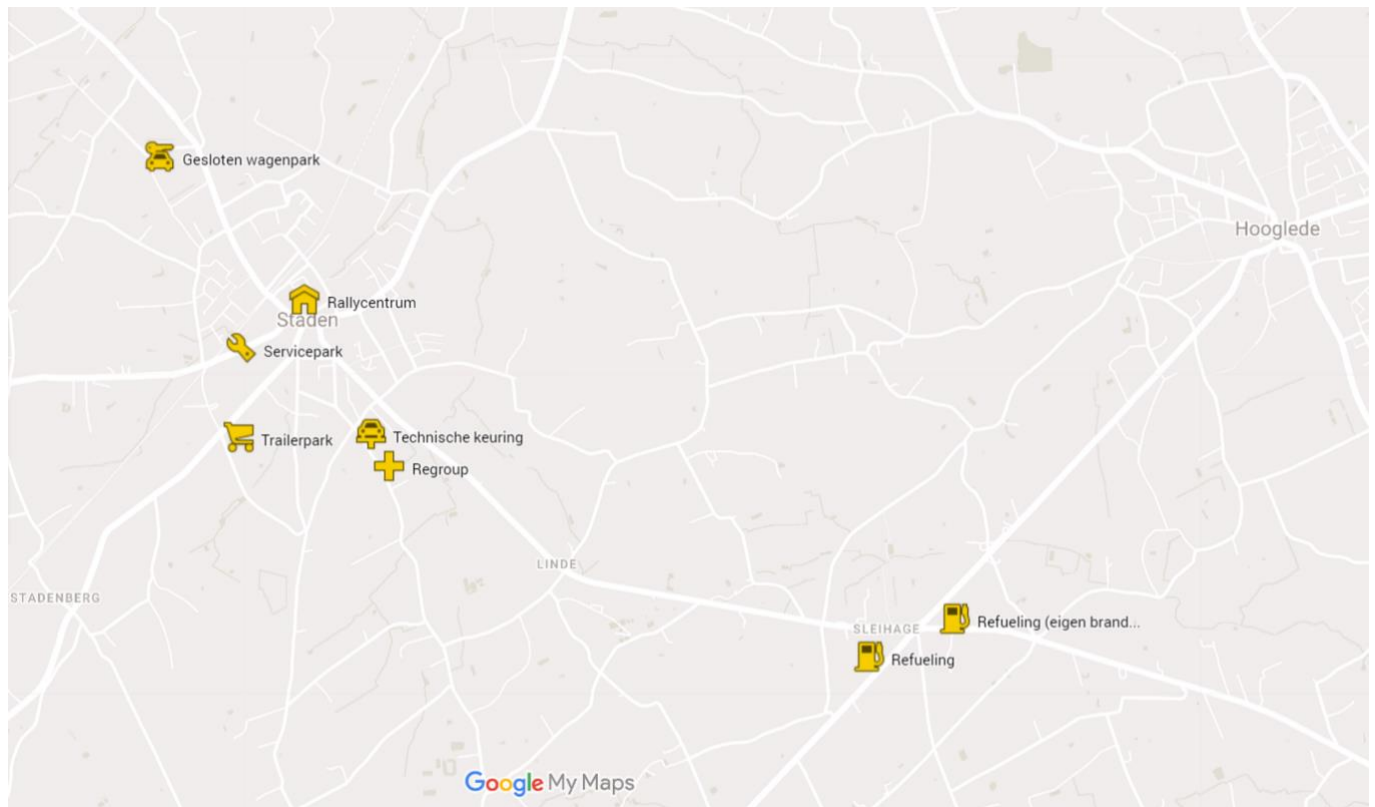 Gesloten wagenpark
Hooglede
Rallycentrum
Staden
Servicepark
Trailerpark
Technische keuring
Regroup
LINDE
STADENBERG
SLEIHAGE
Refueling (eigen brand...
Refueling
Google My Maps